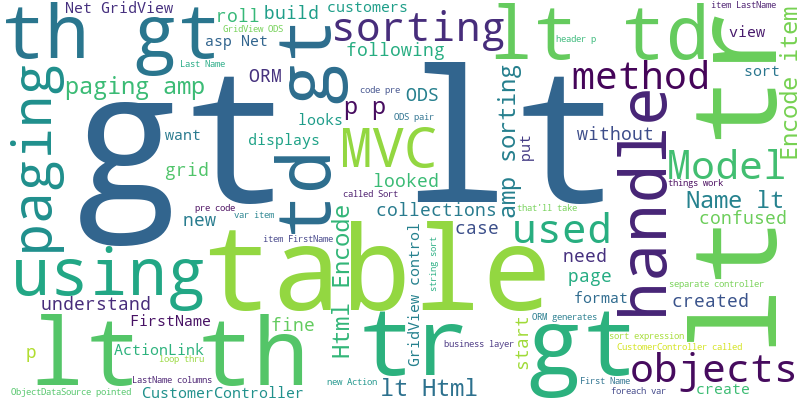 Net GridView
roll
build
customers
item LastName
th gt
GridView ODS
sorting
lt td
header p
view
asp Net
following
Last Name
paging amp
ORM
gt
code pre
method
sort
Encode item
paging
gt
lt
p p
ODS
ODS pair
handle
tr
want
looks
MVC
amp sorting
put
without
displays
td
grid
looked
Model
things work
pre code
called Sort
Name lt
new
var item
collections
that'll take
confused
using
table
item FirstName
Html Encode
GridView control
string sort
case
used
need
page
separate controller
understand
format
created
lt
FirstName
fine
tr
start
ORM generates
lt th
p
ActionLink
loop thru
business layer
gt
sort expression
CustomerController called
objects
LastName columns
new Action
First Name
ObjectDataSource pointed
CustomerController
lt Html
foreach var
create